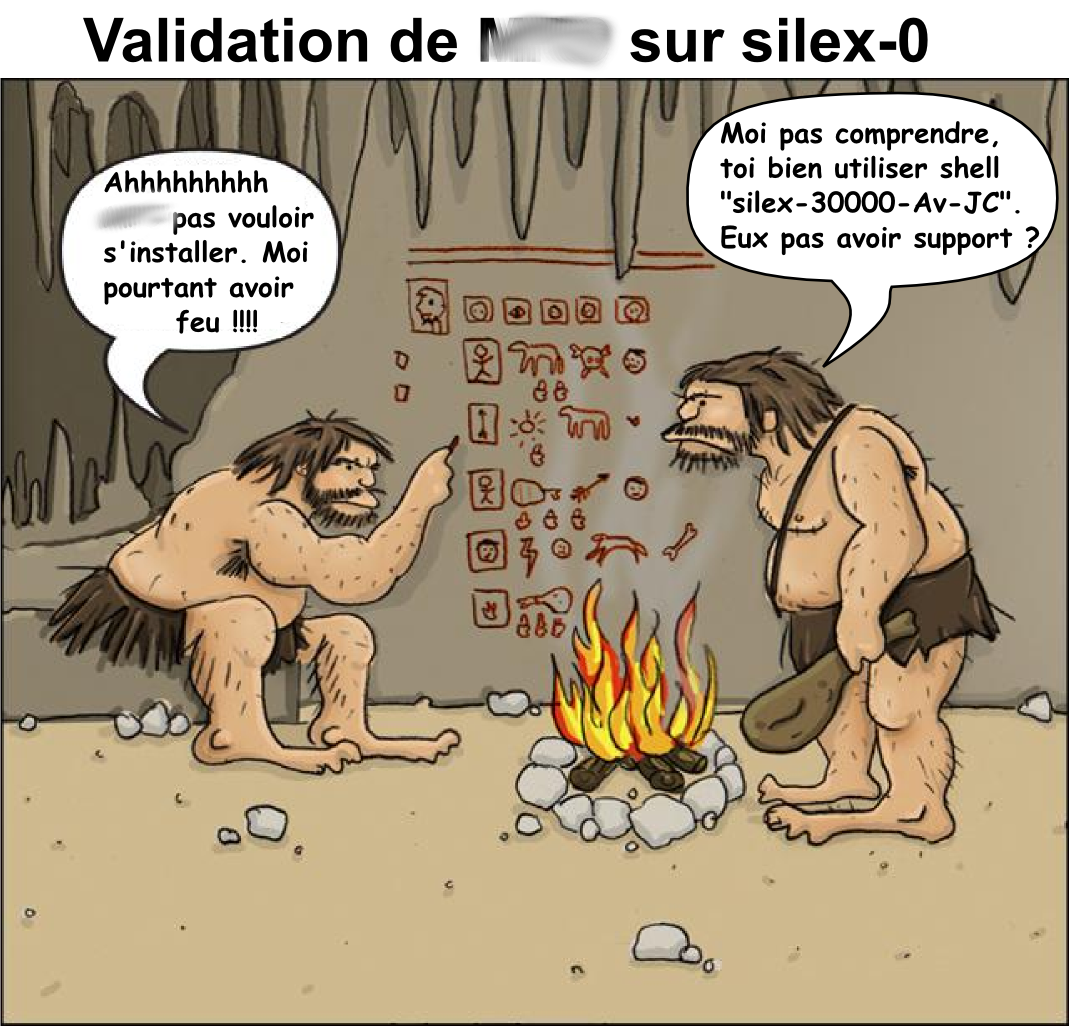 Validation de sur silex-0
Ahhhhhhhhh
pas vouloir
s'installer. Moi
pourtant avoir
feu !!!!
Moi pas comprendre,
toi bien utiliser shell
"silex-30000-Av-JC".
Eux pas avoir support ?